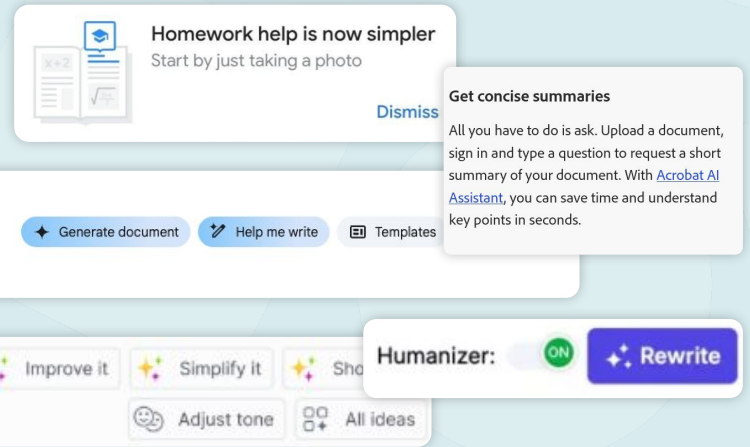 Homework help is now simpler
Start by just taking a photo
Dismiss
x+2
Get concise summaries
All you have to do is ask. Upload a document,
sign in and type a question to request a short
summary of your document. With Acrobat AI
Assistant, you can save time and understand
key points in seconds.
Generate document
Help me write
Templates
Humanizer: ON Rewrite
Improve it
Simplify it
Sho
Adjust tone
All ideas